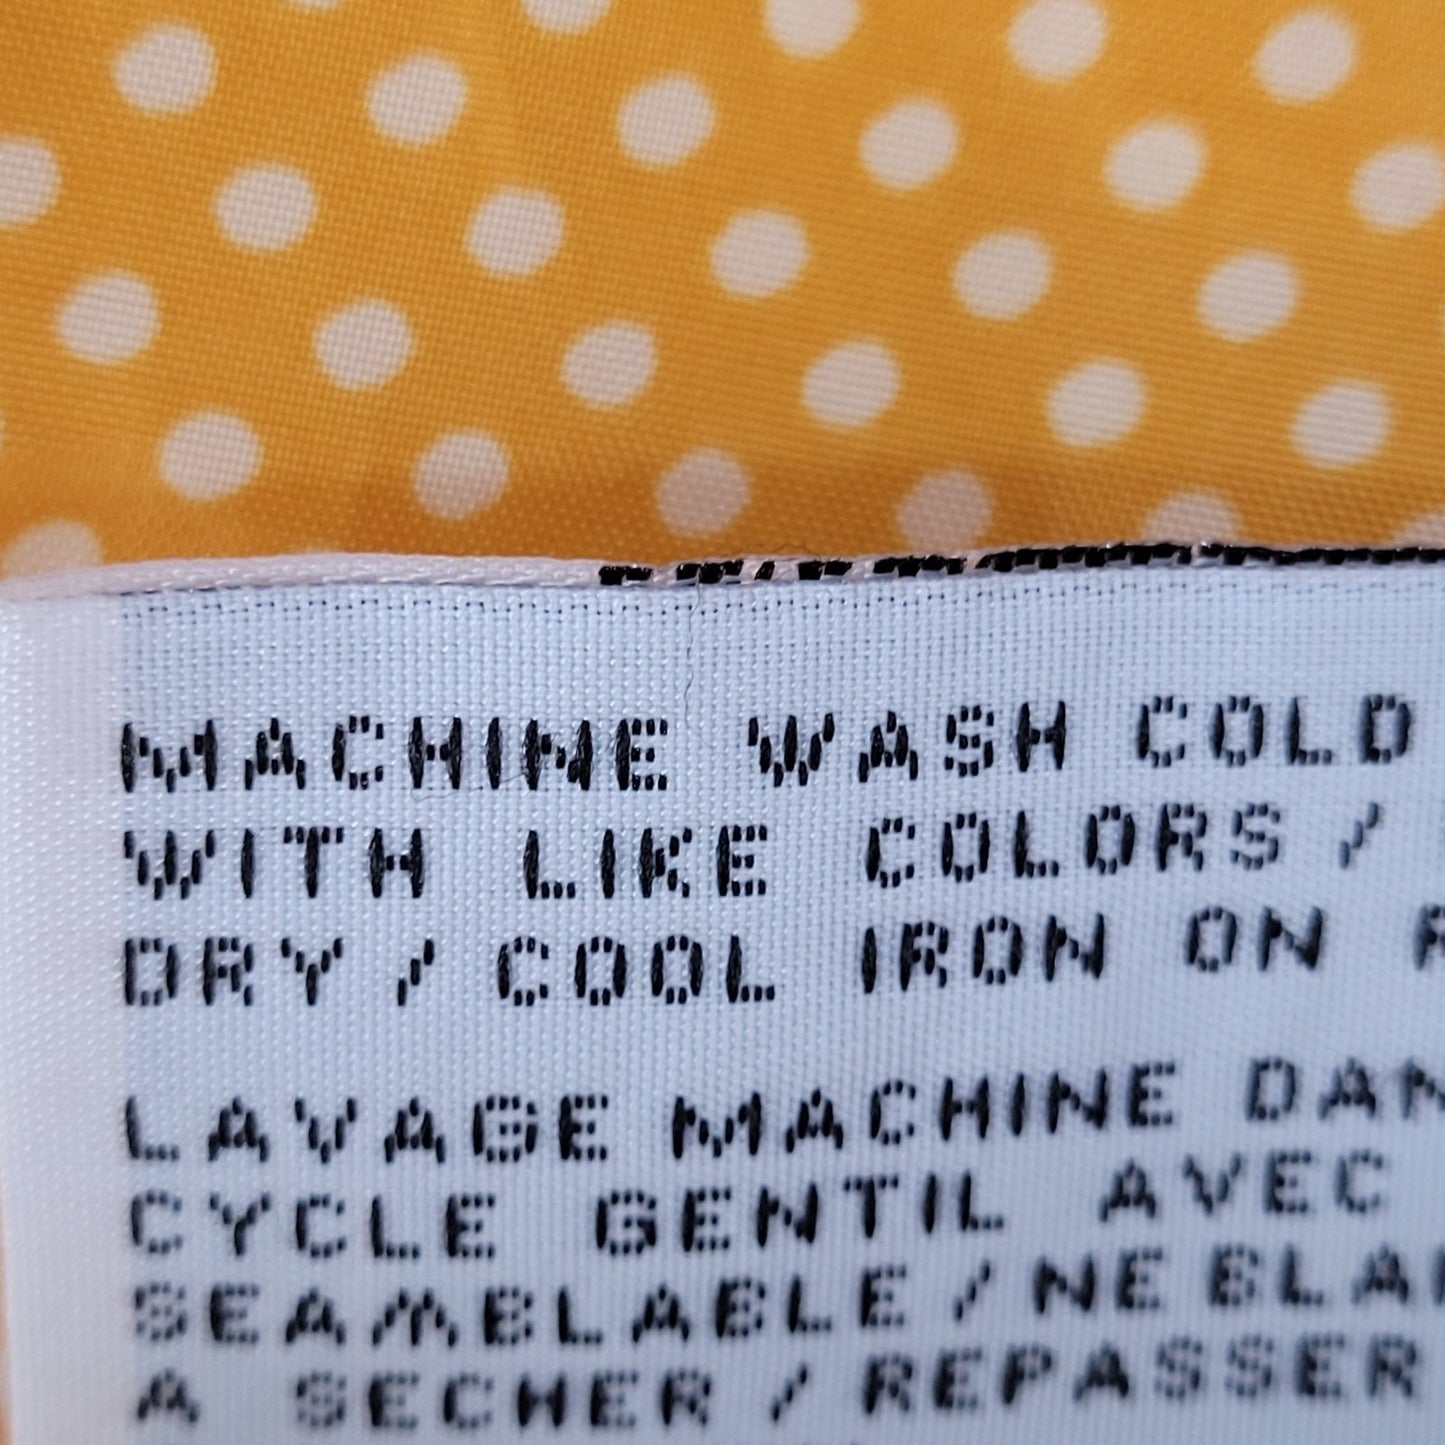 MACHINE WASH COLD
WITH LIKE COLORS /
DRY / COOL IRON ON
LAVAGE MACHINE
CYCLE GENTIL AVEC
SEAMBLABLE / NE
A SECHER / REPASSER